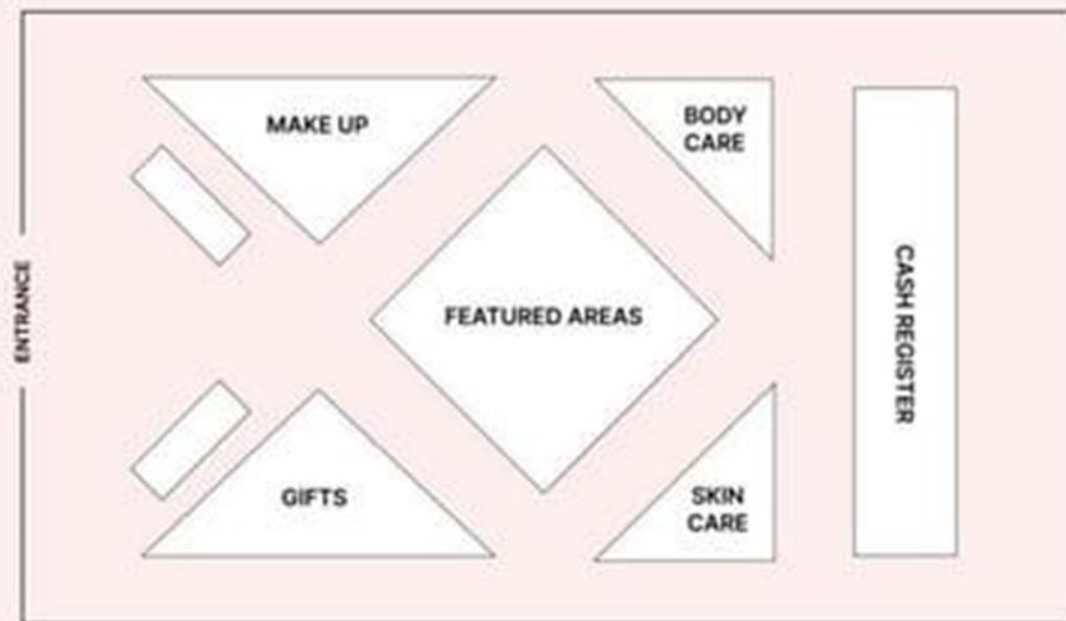 MAKE UP
BODY
CARE
ENTRANCE
FEATURED AREAS
CASH REGISTER
GIFTS
SKIN
CARE